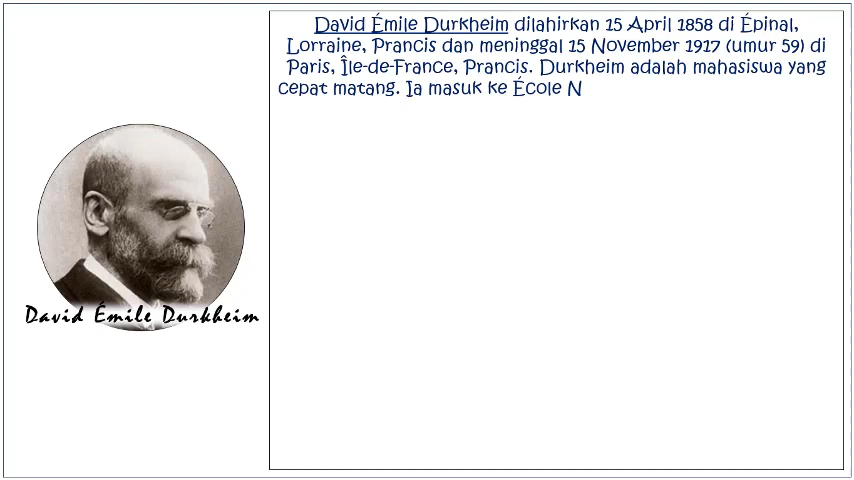 David Émile Durkheim dilahirkan 15 April 1858 di Épinal,
Lorraine, Prancis dan meninggal 15 November 1917 (umur 59) di
Paris, Île-de-France, Prancis. Durkheim adalah mahasiswa yang
cepat matang. Ia masuk ke École N
David Émile Durkheim